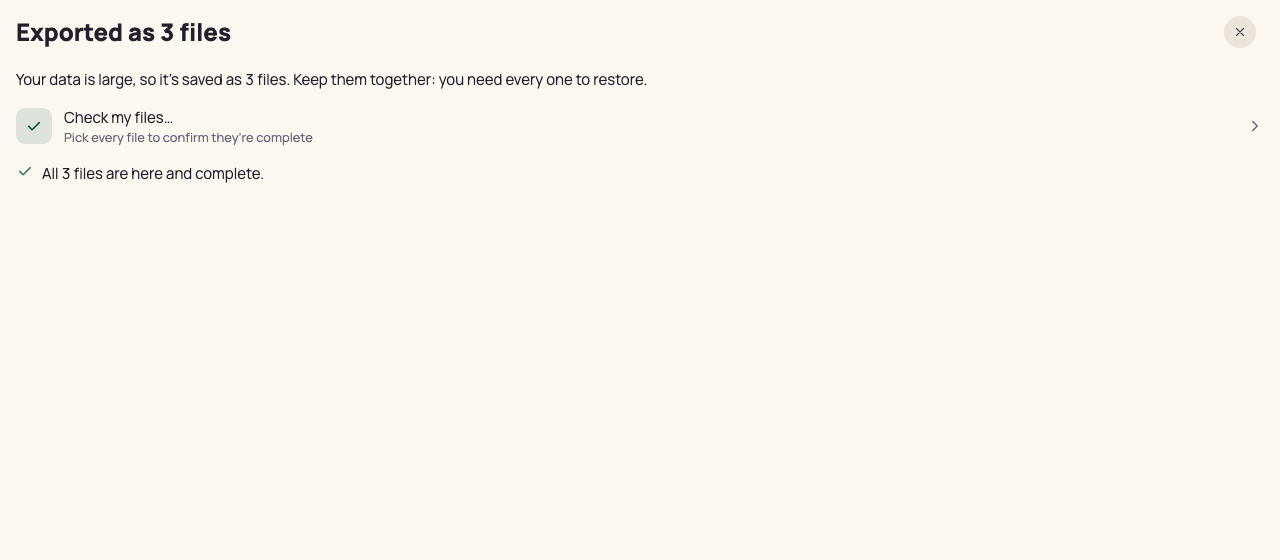 Exported as 3 files
Your data is large, so it's saved as 3 files. Keep them together: you need every one to restore.
Check my files…
Pick every file to confirm they're complete
All 3 files are here and complete.